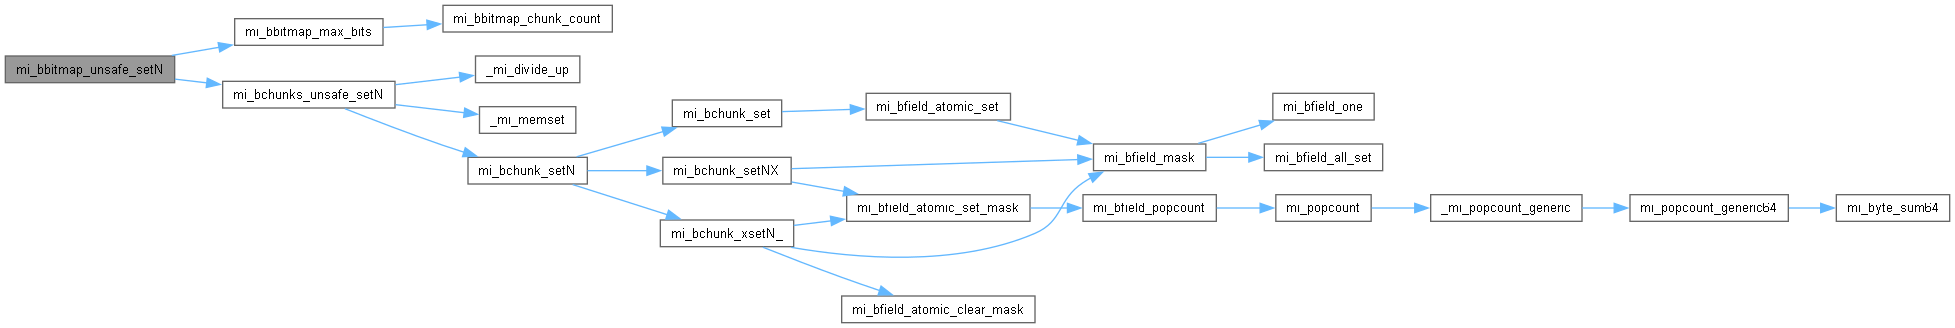 mi_bbitmap_unsafe_setN
mi_bbitmap_max_bits
mi_bbitmap_chunk_count
mi_bchunks_unsafe_setN
_mi_divide_up
_mi_memset
mi_bchunk_setN
mi_bchunk_set
mi_bfield_atomic_set
mi_bfield_mask
mi_bfield_one
mi_bfield_all_set
mi_bchunk_setNX
mi_bfield_atomic_set_mask
mi_bfield_popcount
mi_popcount
_mi_popcount_generic
mi_popcount_generic64
mi_byte_sum64
mi_bchunk_xsetN_
mi_bfield_atomic_clear_mask